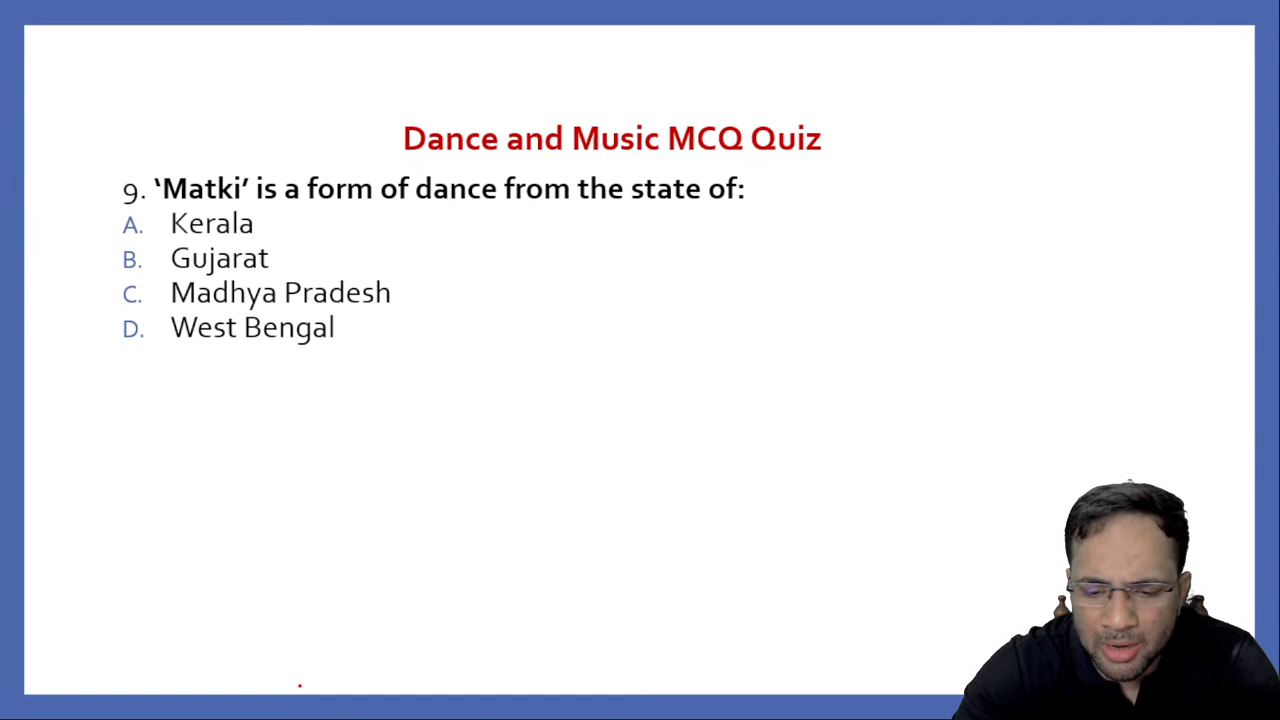 Dance and Music MCQ Quiz
9. ‘Matki’ is a form of dance from the state of:
A. Kerala
B. Gujarat
C. Madhya Pradesh
D. West Bengal